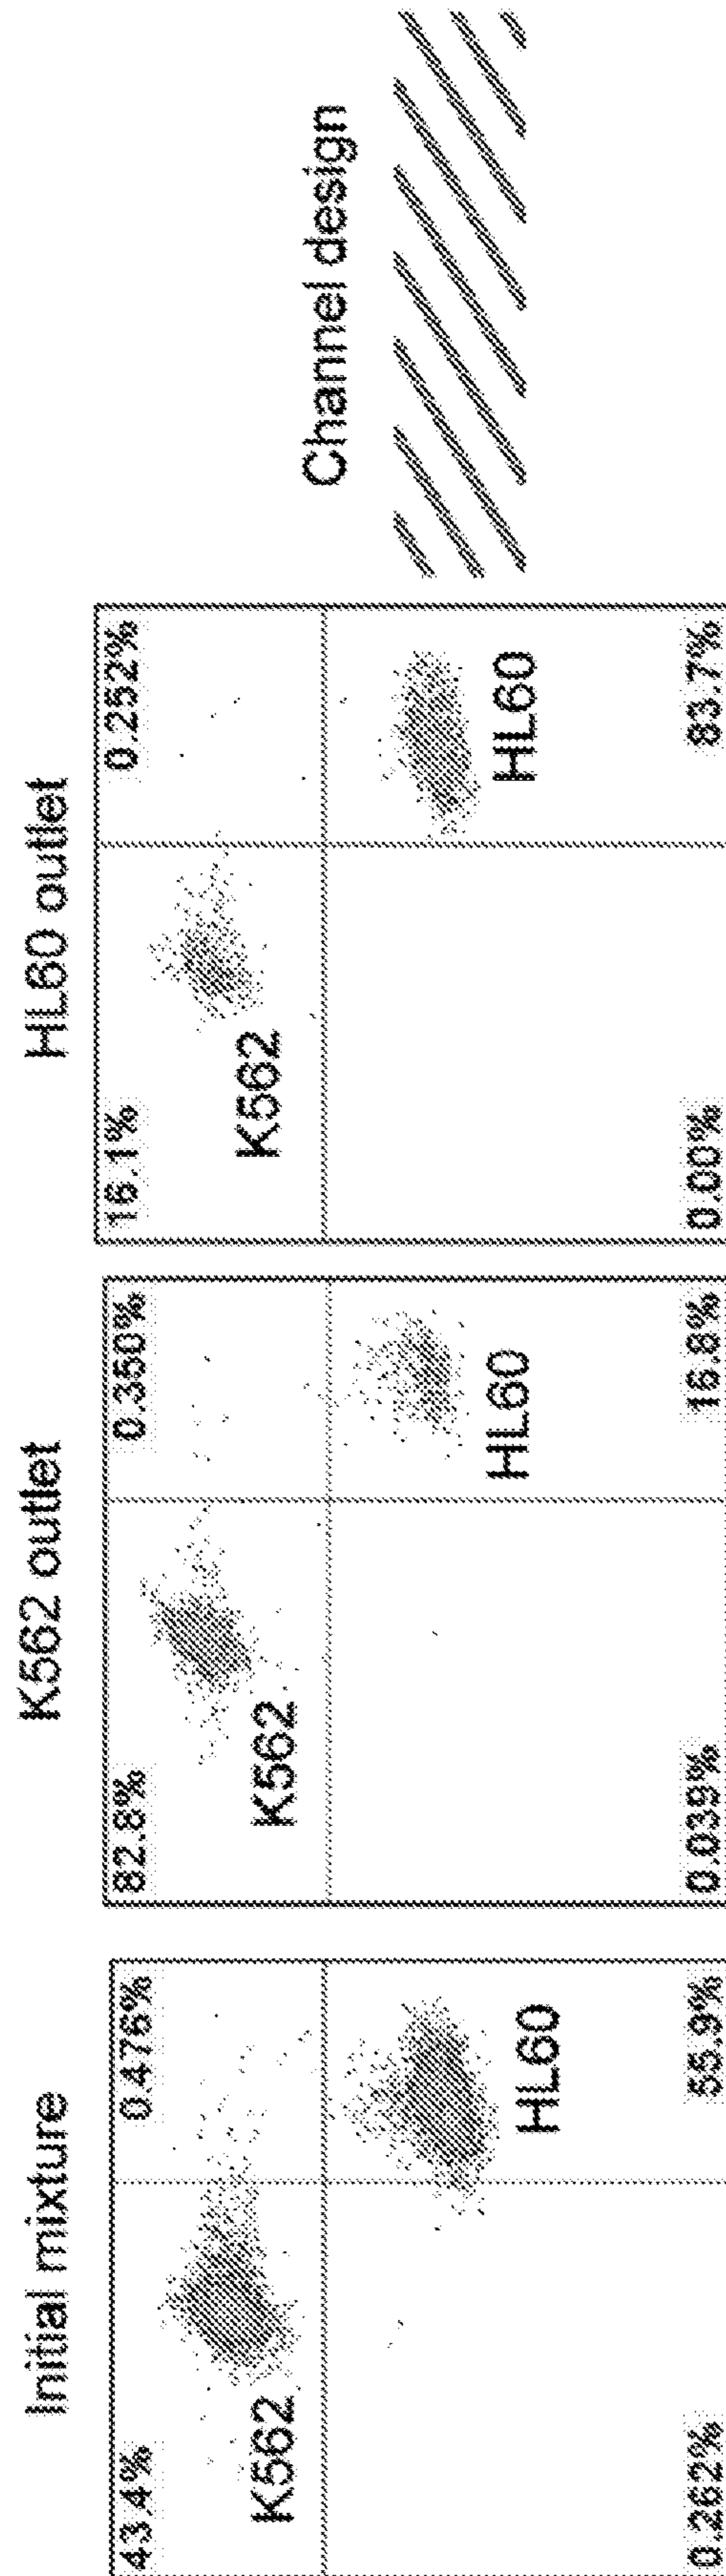 Initial mixture
43.4%
0.476%
K562
HL60
0.262%
55.9%
K562 outlet
82.8%
0.350%
K562
HL60
0.039%
16.8%
HL60 outlet
16.1%
0.252%
K562
HL60
0.00%
83.7%
Channel design